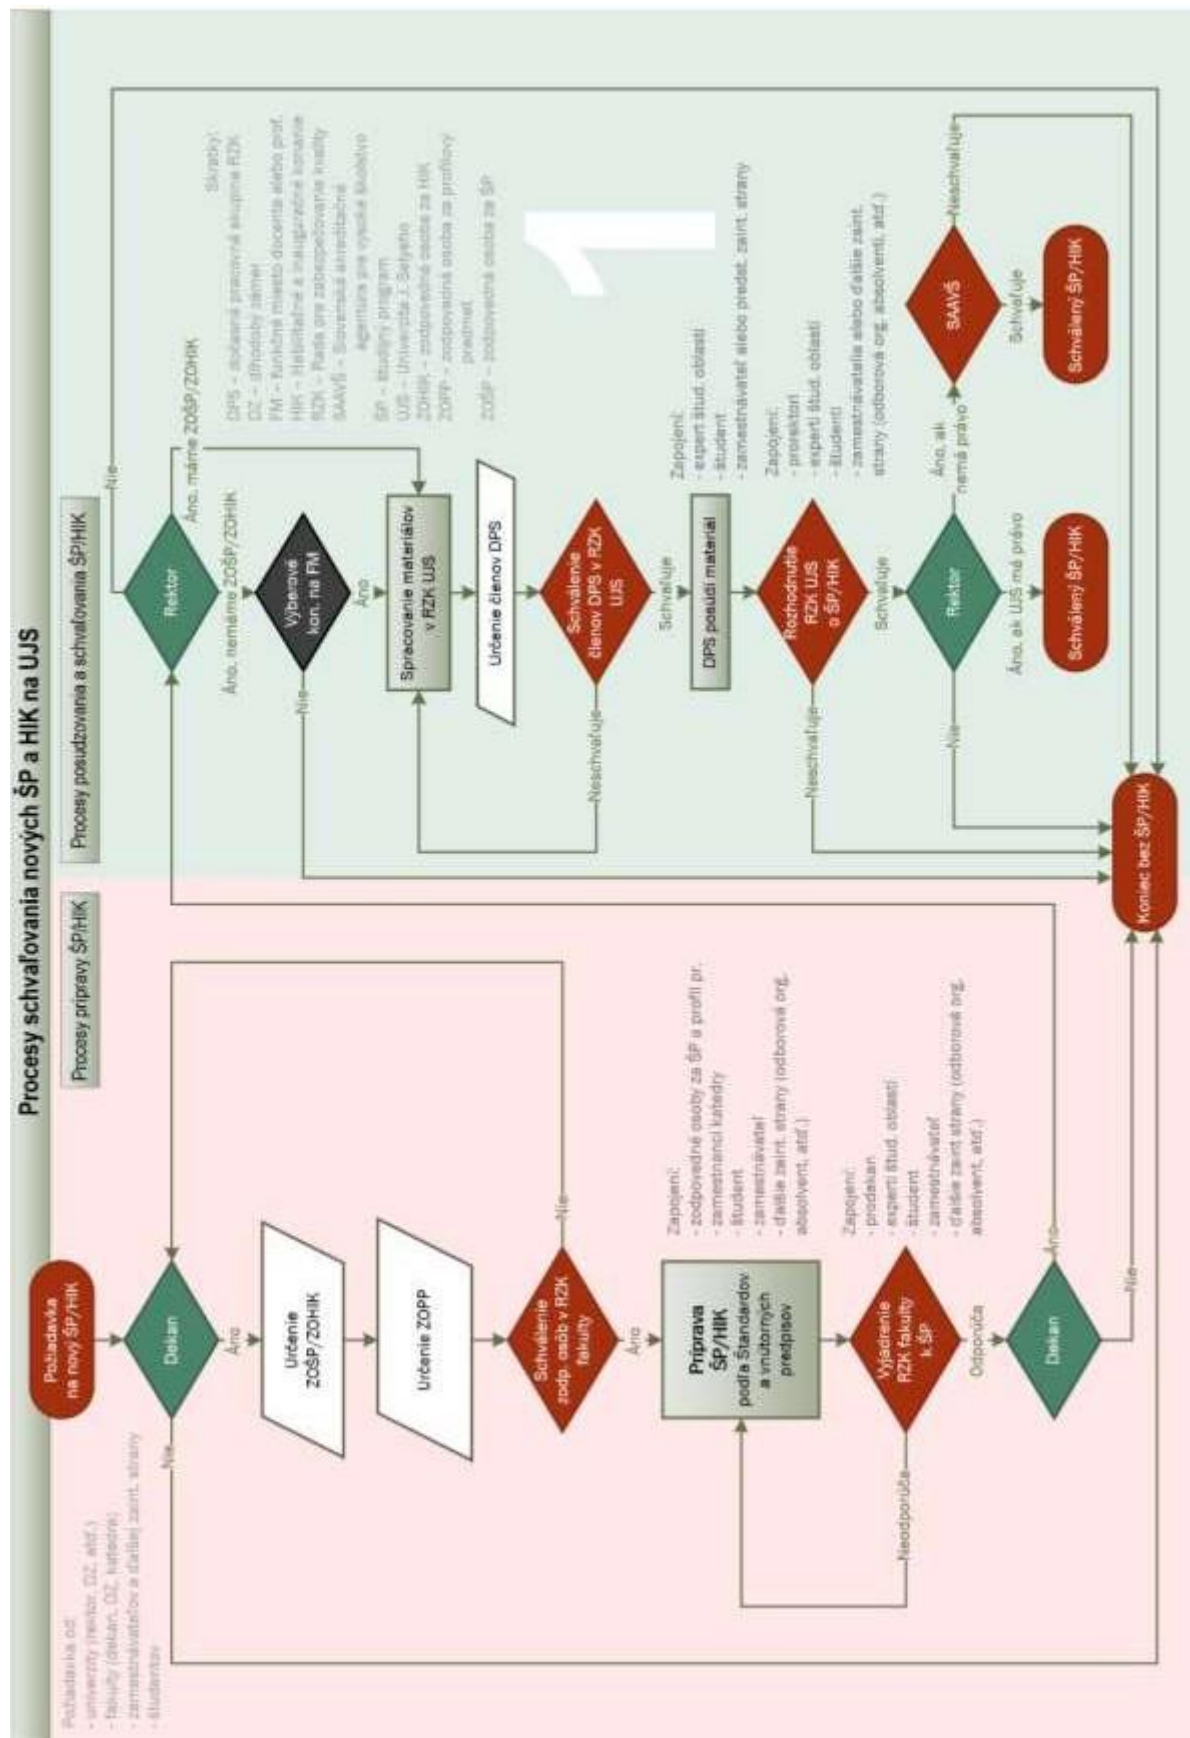 Procesy schvaľovania nových ŠP a HIK na UJS
Procesy prípravy ŠP/HIK
Požiadavka od:
- univerzity (rektor, DZ, atď.)
- fakulty (dekan, DZ, katedra)
- zamestnávateľov a ďalšej zaint. strany
- študentov
Požiadavka
na nový ŠP/HIK
Dekan
Nie
Áno
Určenie
ZOŠP/ZOHIK
Určenie ZOPP
Schválenie
zodp. osôb v RZK
fakulty
Nie
Áno
Príprava
ŠP/HIK
podľa Štandardov
a vnútorných
predpisov
Zapojení:
- zodpovedné osoby za ŠP a profil pr.
- zamestnanci katedry
- študent
- zamestnávateľ
- ďalšie zaint. strany (odborová org.
absolvent, atď.)
Vyjadrenie
RZK fakulty
k ŠP
Neodporúča
Odporúča
Zapojení:
- prodekan
- experti štud. oblasti
- študent
- zamestnávateľ
- ďalšie zaint strany (odborová org.
absolvent, atď.)
Dekan
Áno
Nie
Procesy posudzovania a schvaľovania ŠP/HIK
Rektor
Nie
Áno, máme ZOŠP/ZOHIK
Áno, nemáme ZOŠP/ZOHIK
Skratky:
DPS – dočasná pracovná skupina RZK
DZ – dlhodobý zámer
FM – funkčné miesto docenta alebo prof.
HIK – Habilitačné a inauguračné konanie
RZK – Rada pre zabezpečovanie kvality
SAAVŠ – Slovenská akreditačná
agentúra pre vysoké školstvo
ŠP – študijný program
UJS – Univerzita J. Selyeho
ZOHIK – zodpovedná osoba za HIK
ZOPP – zodpovedná osoba za profilový
predmet
ZOŠP – zodpovedná osoba za ŠP
Výberové
kon. na FM
Nie
Áno
Spracovanie materiálov
v RZK UJS
Určenie členov DPS
1
Schválenie
členov DPS v RZK
UJS
Neschvaľuje
Schvaľuje
DPS posúdi materiál
Zapojení:
- expert štud. oblasti
- študent
- zamestnávateľ alebo predst. zaint. strany
Rozhodnutie
RZK UJS
o ŠP/HIK
Neschvaľuje
Schvaľuje
Zapojení:
- prorektori
- experti štud. oblastí
- študenti
- zamestnávatelia alebo ďalšie zaint.
strany (odborová org. absolventi, atď.)
Rektor
Nie
Áno, ak
nemá právo
Áno, ak UJS má právo
SAAVŠ
Neschvaľuje
Schvaľuje
Schválený ŠP/HIK
Schválený ŠP/HIK
Koniec bez ŠP/HIK